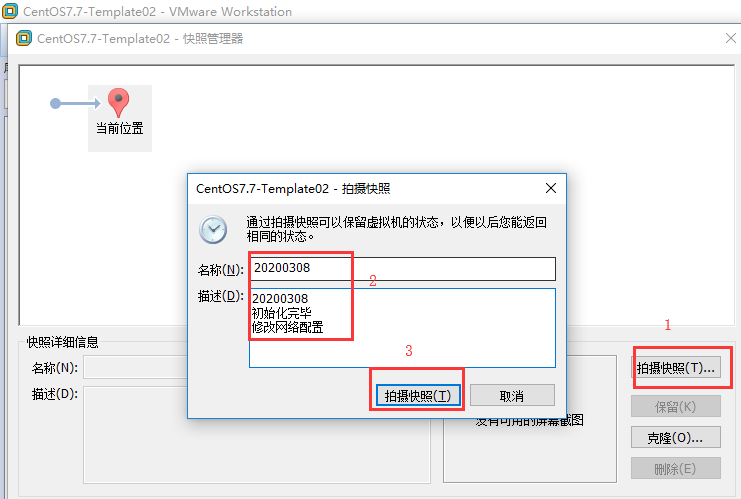 CentOS7.7-Template02 - VMware Workstation
CentOS7.7-Template02 - 快照管理器
当前位置
CentOS7.7-Template02 - 拍摄快照
通过拍摄快照可以保留虚拟机的状态，以便以后您能返回
相同的状态。
名称(N):
20200308
2
描述(D):
20200308
初始化完毕
修改网络配置
3
拍摄快照(T)
取消
1
快照详细信息
名称(N):
描述(D):
没有可用的屏幕截图
拍摄快照(T)...
保留(K)
克隆(O)...
删除(E)